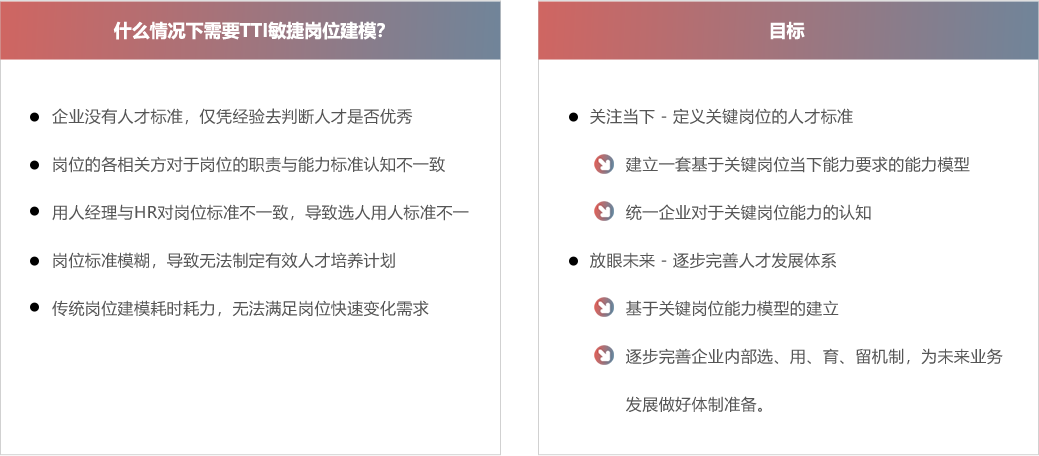 什么情况下需要TTI敏捷岗位建模？
企业没有人才标准，仅凭经验去判断人才是否优秀
岗位的各相关方对于岗位的职责与能力标准认知不一致
用人经理与HR对岗位标准不一致，导致选人用人标准不一
岗位标准模糊，导致无法制定有效人才培养计划
传统岗位建模耗时耗力，无法满足岗位快速变化需求
目标
关注当下 - 定义关键岗位的人才标准
建立一套基于关键岗位当下能力要求的能力模型
统一企业对于关键岗位能力的认知
放眼未来 - 逐步完善人才发展体系
基于关键岗位能力模型的建立
逐步完善企业内部选、用、育、留机制，为未来业务
发展做好体制准备。